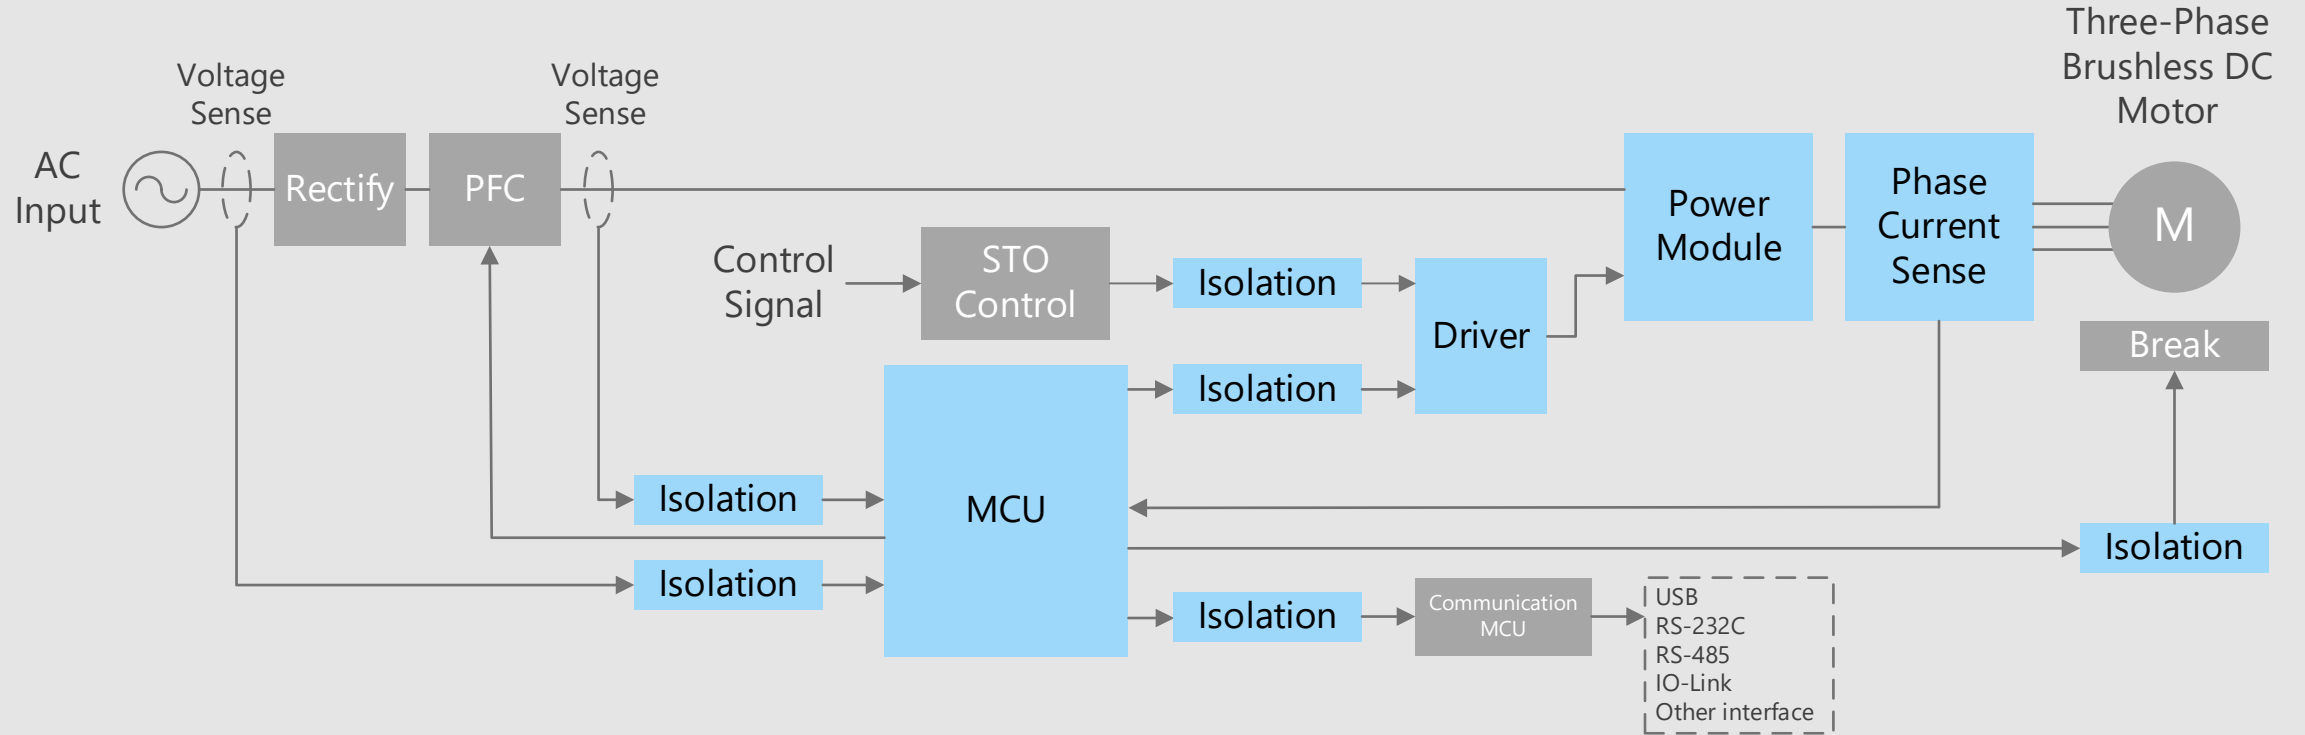 Three-Phase
Brushless DC
Motor
Voltage
Sense
Voltage
Sense
AC
Input
Rectify
PFC
Power
Module
Phase
Current
Sense
M
Control
Signal
STO
Control
Isolation
Driver
Break
Isolation
Isolation
MCU
Isolation
Isolation
Isolation
Communication
MCU
USB
RS-232C
RS-485
IO-Link
Other interface